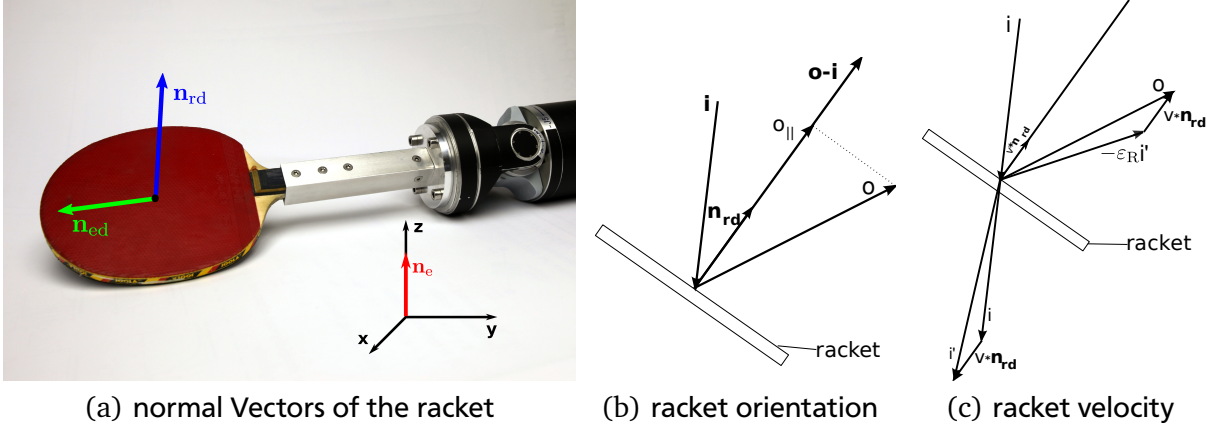 n_rd
n_ed
z
n_e
x
y
i
o-i
o_||
o
n_rd
racket
i
o
v*n_rd
v*n_rd
-ε_R i'
racket
i
i'
v*n_rd
(a) normal Vectors of the racket
(b) racket orientation
(c) racket velocity